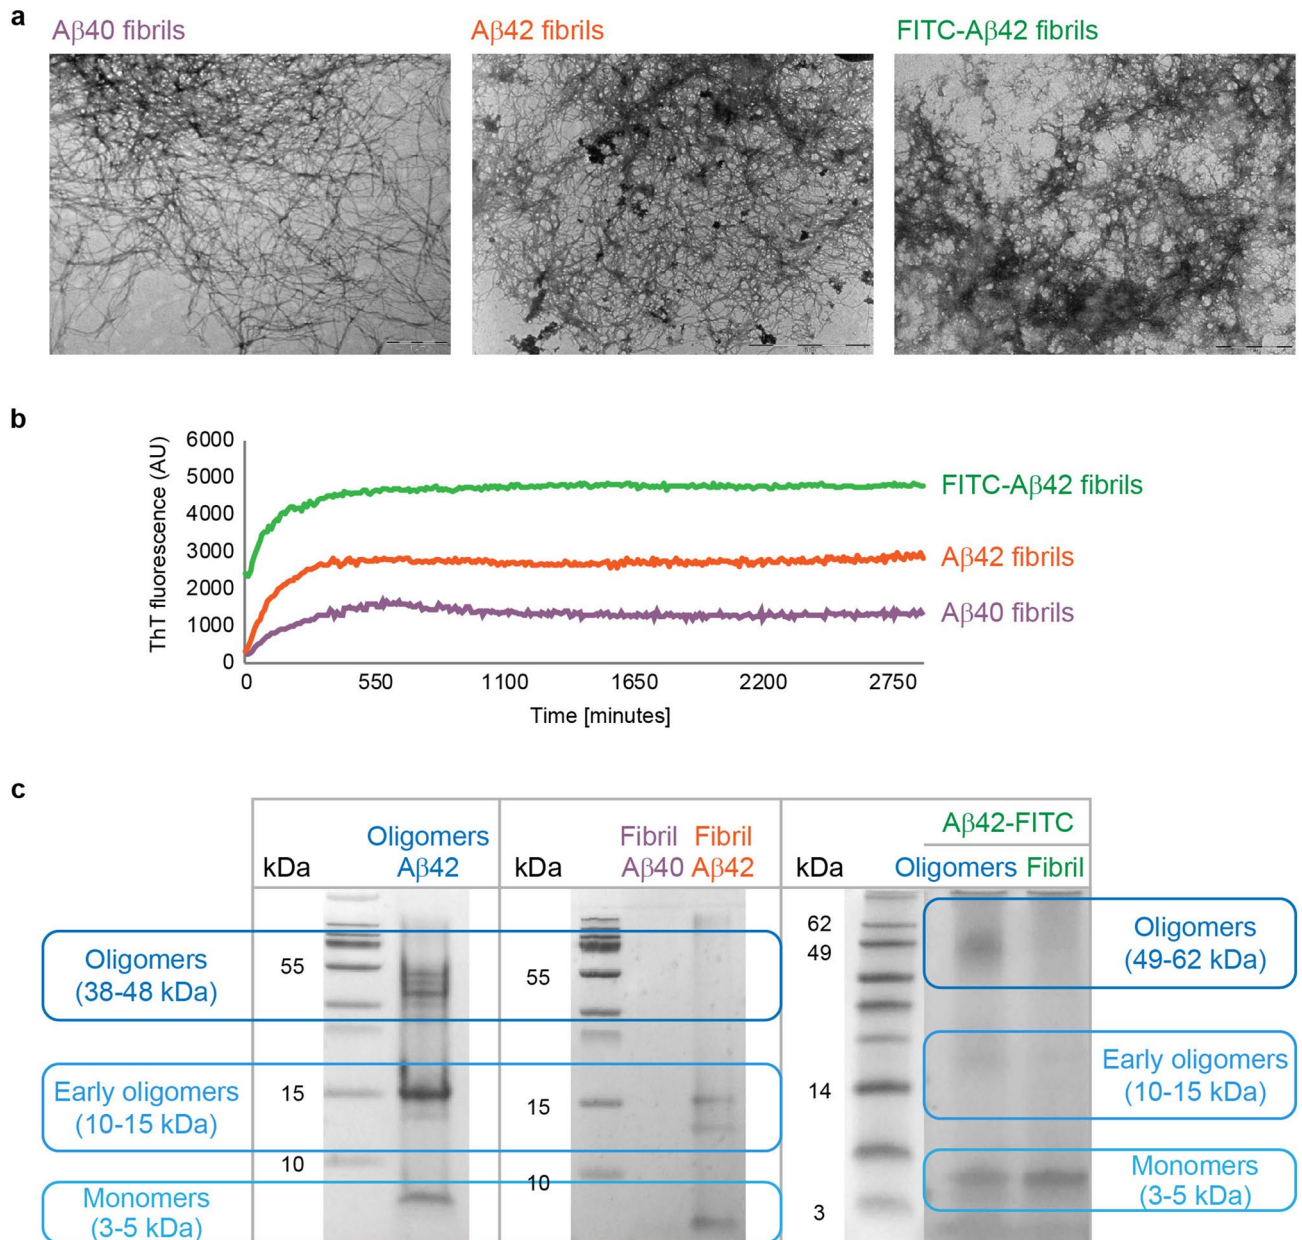 a
Aβ40 fibrils
Aβ42 fibrils
FITC-Aβ42 fibrils
b
ThT fluorescence (AU)
6000
5000
4000
3000
2000
1000
0
0 550 1100 1650 2200 2750
Time [minutes]
FITC-Aβ42 fibrils
Aβ42 fibrils
Aβ40 fibrils
c
kDa
Oligomers
Aβ42
kDa
Fibril
Aβ40
Fibril
Aβ42
kDa
Aβ42-FITC
Oligomers
Fibril
Oligomers
(38-48 kDa)
55
55
62
49
Oligomers
(49-62 kDa)
Early oligomers
(10-15 kDa)
15
15
14
Early oligomers
(10-15 kDa)
10
10
Monomers
(3-5 kDa)
3
Monomers
(3-5 kDa)